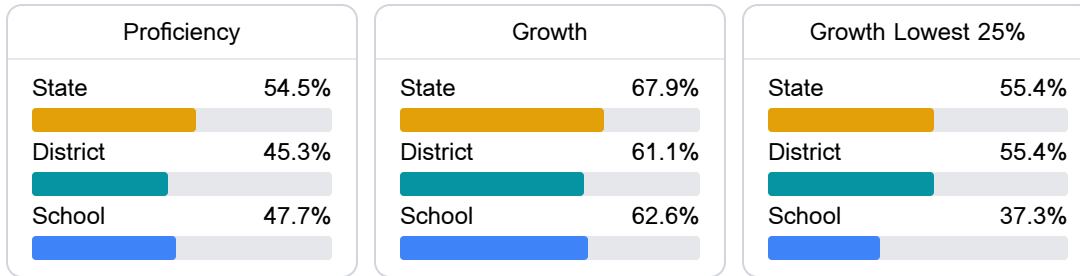 Proficiency
State 54.5%
District 45.3%
School 47.7%
Growth
State 67.9%
District 61.1%
School 62.6%
Growth Lowest 25%
State 55.4%
District 55.4%
School 37.3%